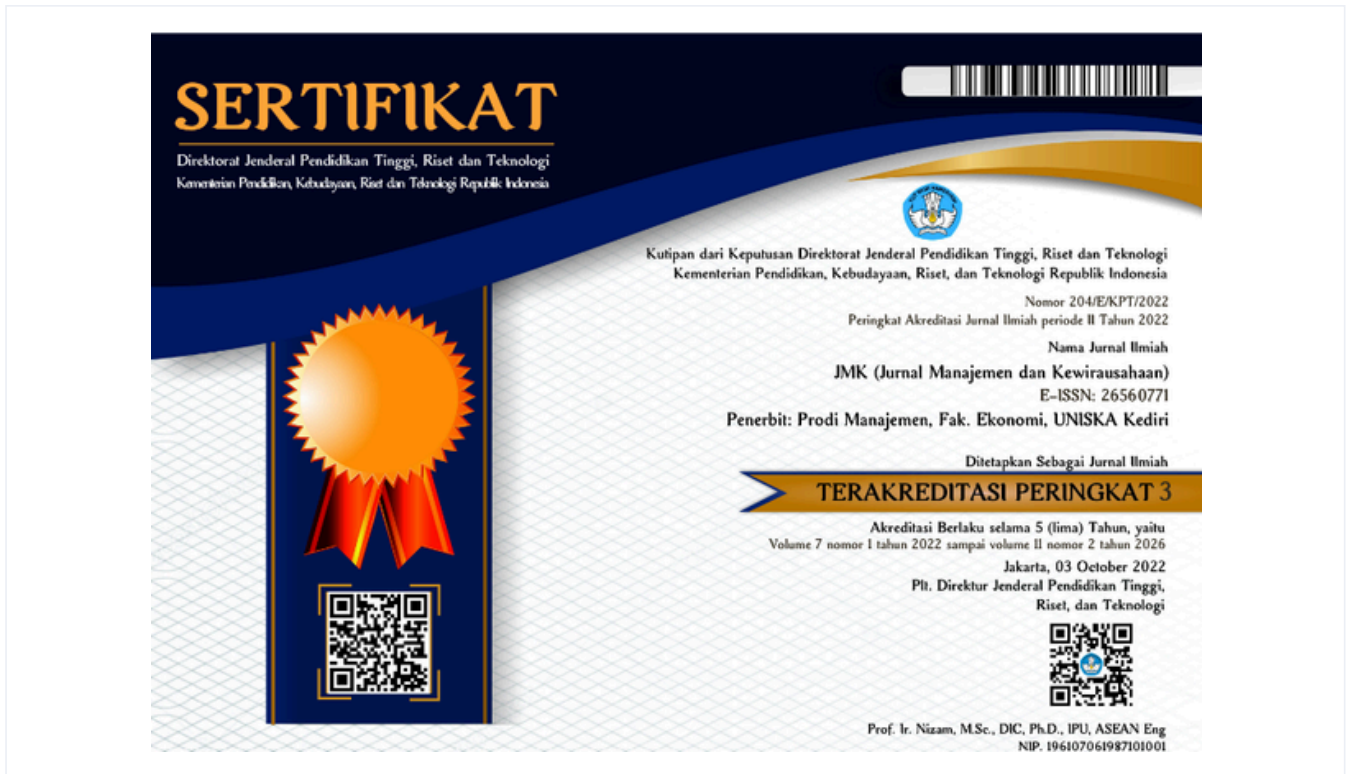 SERTIFIKAT
Direktorat Jenderal Pendidikan Tinggi, Riset dan Teknologi
Kementerian Pendidikan, Kebudayaan, Riset dan Teknologi Republik Indonesia
Kutipan dari Keputusan Direktorat Jenderal Pendidikan Tinggi, Riset dan Teknologi
Kementerian Pendidikan, Kebudayaan, Riset, dan Teknologi Republik Indonesia
Nomor 204/E/KPT/2022
Peringkat Akreditasi Jurnal Ilmiah periode II Tahun 2022
Nama Jurnal Ilmiah
JMK (Jurnal Manajemen dan Kewirausahaan)
E-ISSN: 26560771
Penerbit: Prodi Manajemen, Fak. Ekonomi, UNISKA Kediri
Ditetapkan Sebagai Jurnal Ilmiah
TERAKREDITASI PERINGKAT 3
Akreditasi Berlaku selama 5 (lima) Tahun, yaitu
Volume 7 nomor 1 tahun 2022 sampai volume 11 nomor 2 tahun 2026
Jakarta, 03 October 2022
Plt. Direktur Jenderal Pendidikan Tinggi,
Riset, dan Teknologi
Prof. Ir. Nizam, M.Sc., DIC, Ph.D., IPU, ASEAN Eng
NIP. 196107061987101001